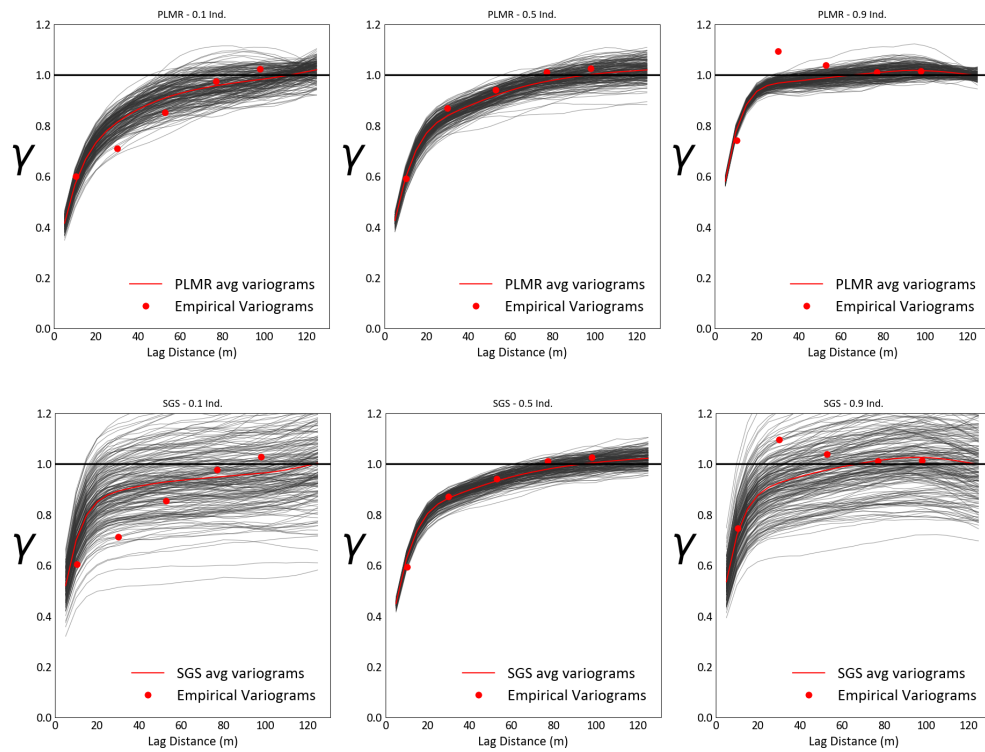 PLMR - 0.1 Ind.
1.2
1.0
0.8
0.6
0.4
0.2
0.0
γ
PLMR avg variograms
Empirical Variograms
0 20 40 60 80 100 120
Lag Distance (m)
PLMR - 0.5 Ind.
1.2
1.0
0.8
0.6
0.4
0.2
0.0
γ
PLMR avg variograms
Empirical Variograms
0 20 40 60 80 100 120
Lag Distance (m)
PLMR - 0.9 Ind.
1.2
1.0
0.8
0.6
0.4
0.2
0.0
γ
PLMR avg variograms
Empirical Variograms
0 20 40 60 80 100 120
Lag Distance (m)
SGS - 0.1 Ind.
1.2
1.0
0.8
0.6
0.4
0.2
0.0
γ
SGS avg variograms
Empirical Variograms
0 20 40 60 80 100 120
Lag Distance (m)
SGS - 0.5 Ind.
1.2
1.0
0.8
0.6
0.4
0.2
0.0
γ
SGS avg variograms
Empirical Variograms
0 20 40 60 80 100 120
Lag Distance (m)
SGS - 0.9 Ind.
1.2
1.0
0.8
0.6
0.4
0.2
0.0
γ
SGS avg variograms
Empirical Variograms
0 20 40 60 80 100 120
Lag Distance (m)